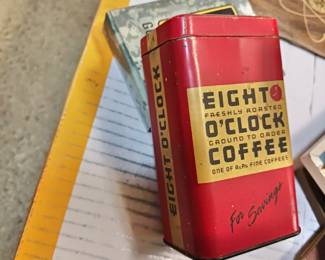 EIGHT
FRESHLY ROASTED
O'CLOCK
GROUND TO ORDER
COFFEE
ONE OF A&P's FINE COFFEES
For Savings
EIGHT O'CLOCK